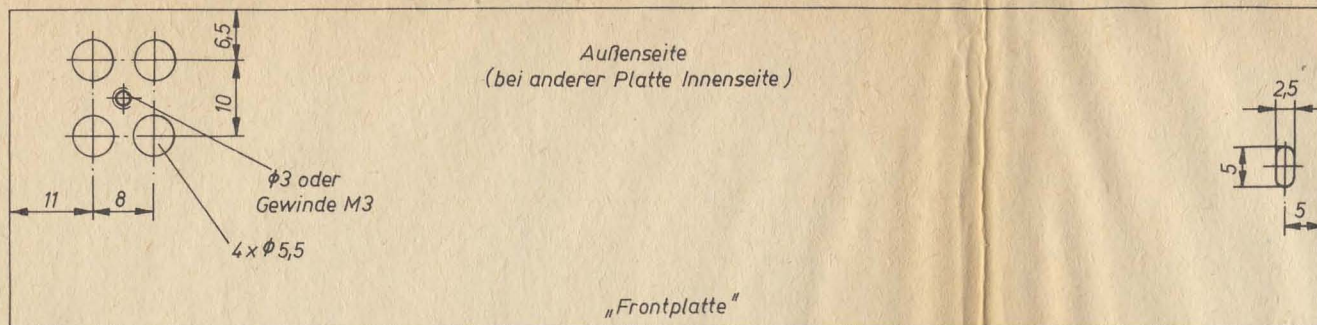 6,5
10
11
8
ϕ3 oder
Gewinde M3
4x ϕ5,5
Außenseite
(bei anderer Platte Innenseite)
„Frontplatte"
2,5
5
5